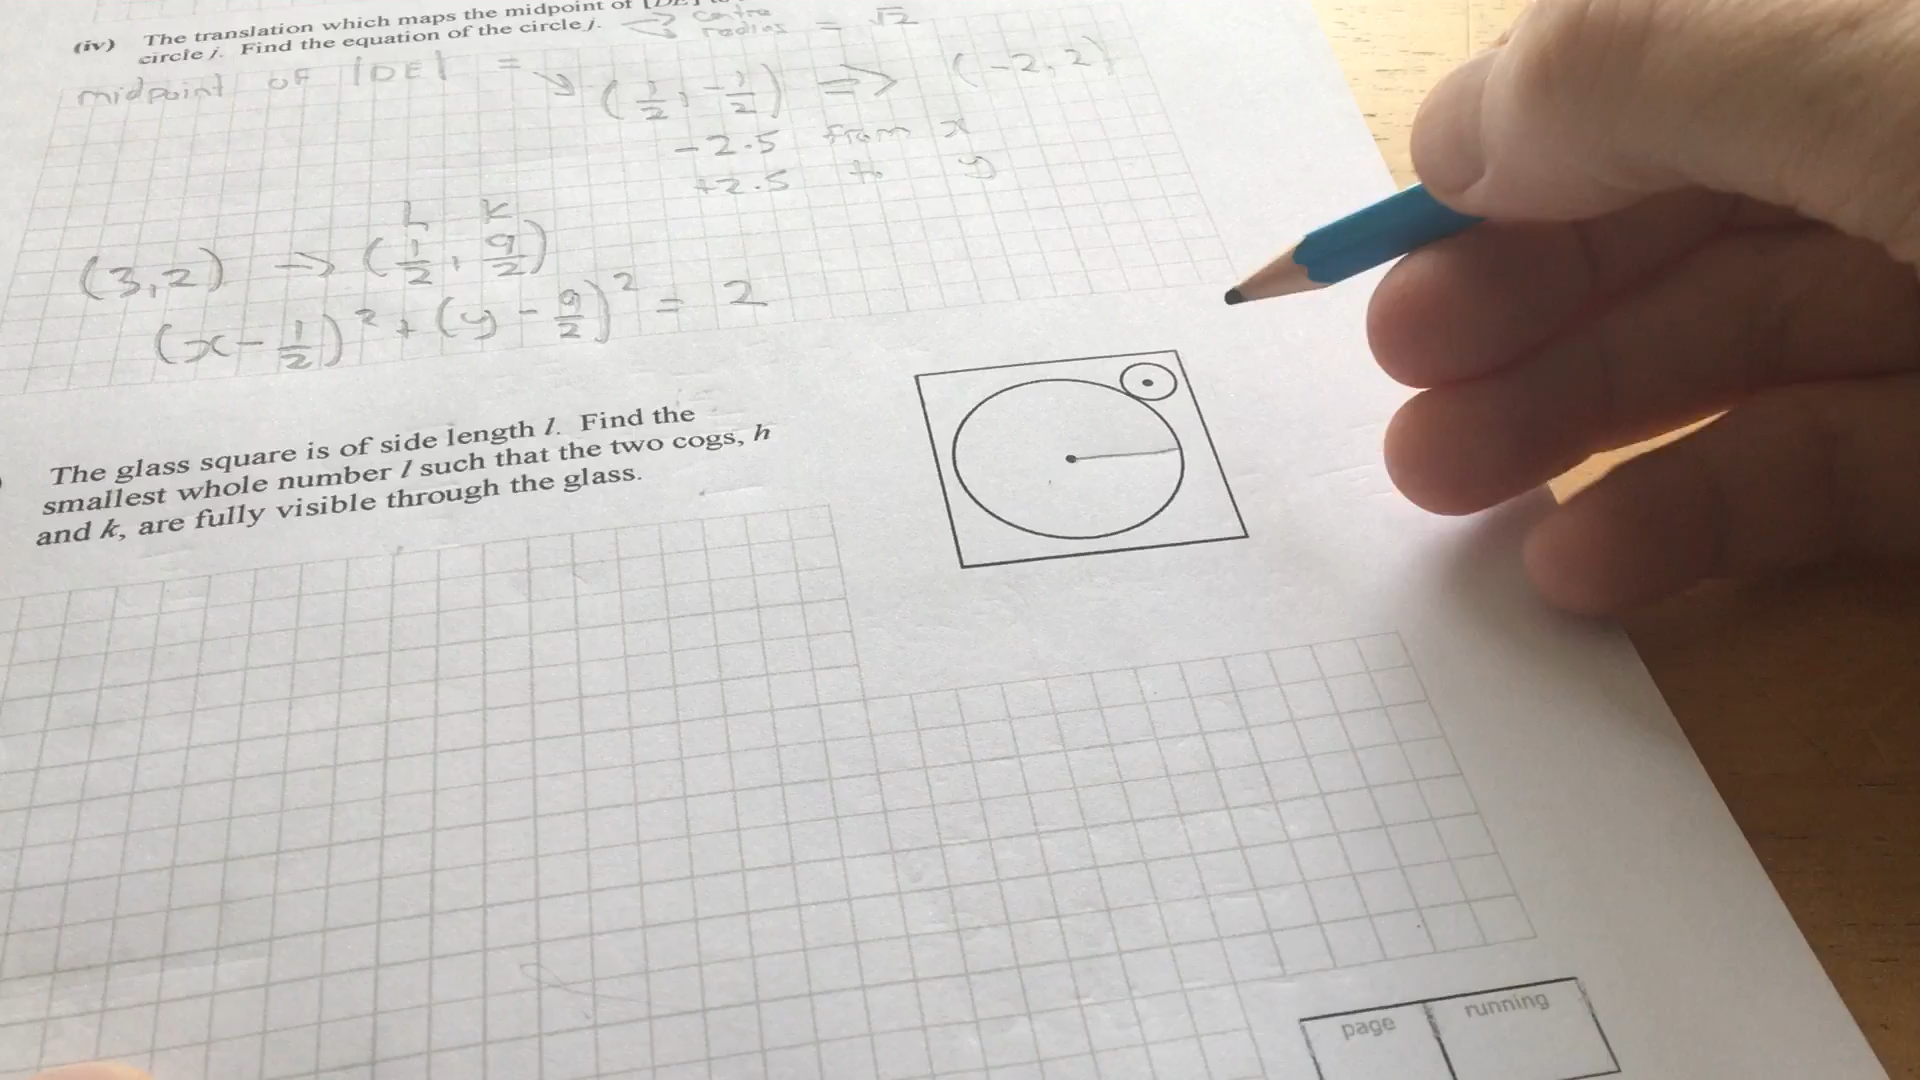 (iv) The translation which maps the midpoint of [DE] to
circle j. Find the equation of the circle j. → centre
→ radius = √2
midpoint of |DE| = ↘ (1/2, -1/2) => (-2, 2)
-2.5 from x
+2.5 to y
h k
(3,2) → (1/2, 9/2)
(x - 1/2)² + (y - 9/2)² = 2
The glass square is of side length l. Find the
smallest whole number l such that the two cogs, h
and k, are fully visible through the glass.
page running